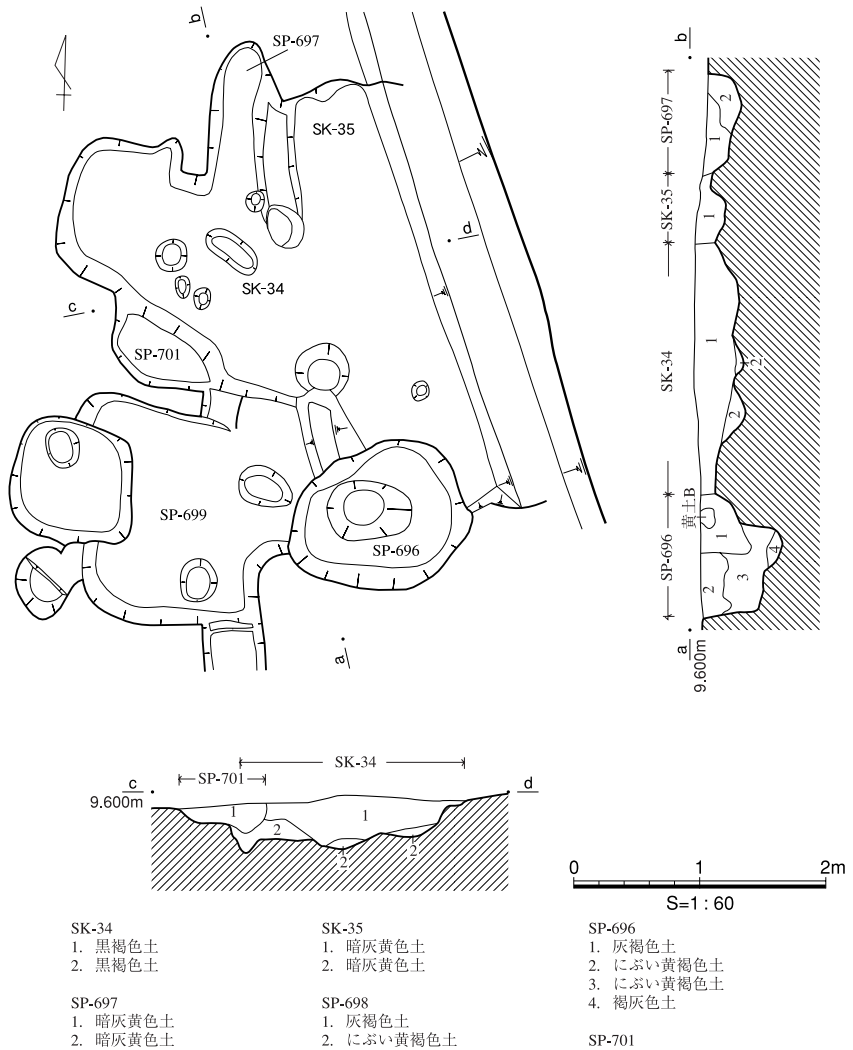 b
SP-697
SK-35
d
SK-34
c
SP-701
SP-699
SP-696
a
b
SP-697
2
1
SK-35
1
SK-34
1
2
2
黄土B
SP-696
1
4
3
2
a
9.600m
SK-34
c
SP-701
d
9.600m
1
1
2
2
2
0 1 2m
S=1 : 60
SK-34
1. 黒褐色土
2. 黒褐色土
SK-35
1. 暗灰黄色土
2. 暗灰黄色土
SP-696
1. 灰褐色土
2. にぶい黄褐色土
3. にぶい黄褐色土
4. 褐灰色土
SP-697
1. 暗灰黄色土
2. 暗灰黄色土
SP-698
1. 灰褐色土
2. にぶい黄褐色土
SP-701